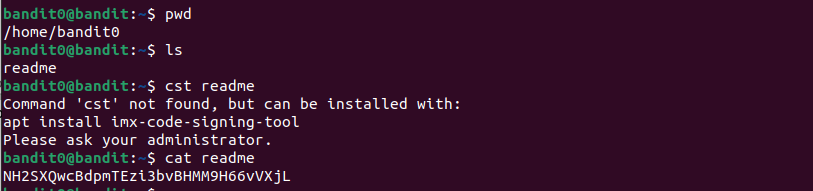 bandit0@bandit:~$ pwd
/home/bandit0
bandit0@bandit:~$ ls
readme
bandit0@bandit:~$ cst readme
Command 'cst' not found, but can be installed with:
apt install imx-code-signing-tool
Please ask your administrator.
bandit0@bandit:~$ cat readme
NH2SXQwcBdpmTEzi3bvBHMM9H66vVXjL